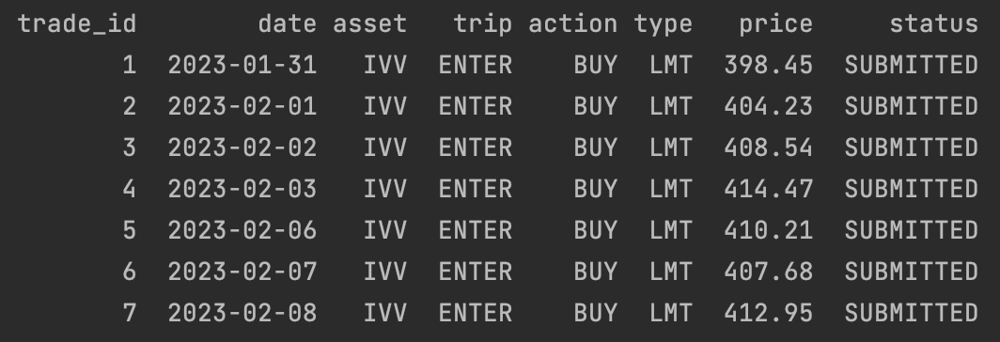 trade_id date asset trip action type price status
1 2023-01-31 IVV ENTER BUY LMT 398.45 SUBMITTED
2 2023-02-01 IVV ENTER BUY LMT 404.23 SUBMITTED
3 2023-02-02 IVV ENTER BUY LMT 408.54 SUBMITTED
4 2023-02-03 IVV ENTER BUY LMT 414.47 SUBMITTED
5 2023-02-06 IVV ENTER BUY LMT 410.21 SUBMITTED
6 2023-02-07 IVV ENTER BUY LMT 407.68 SUBMITTED
7 2023-02-08 IVV ENTER BUY LMT 412.95 SUBMITTED